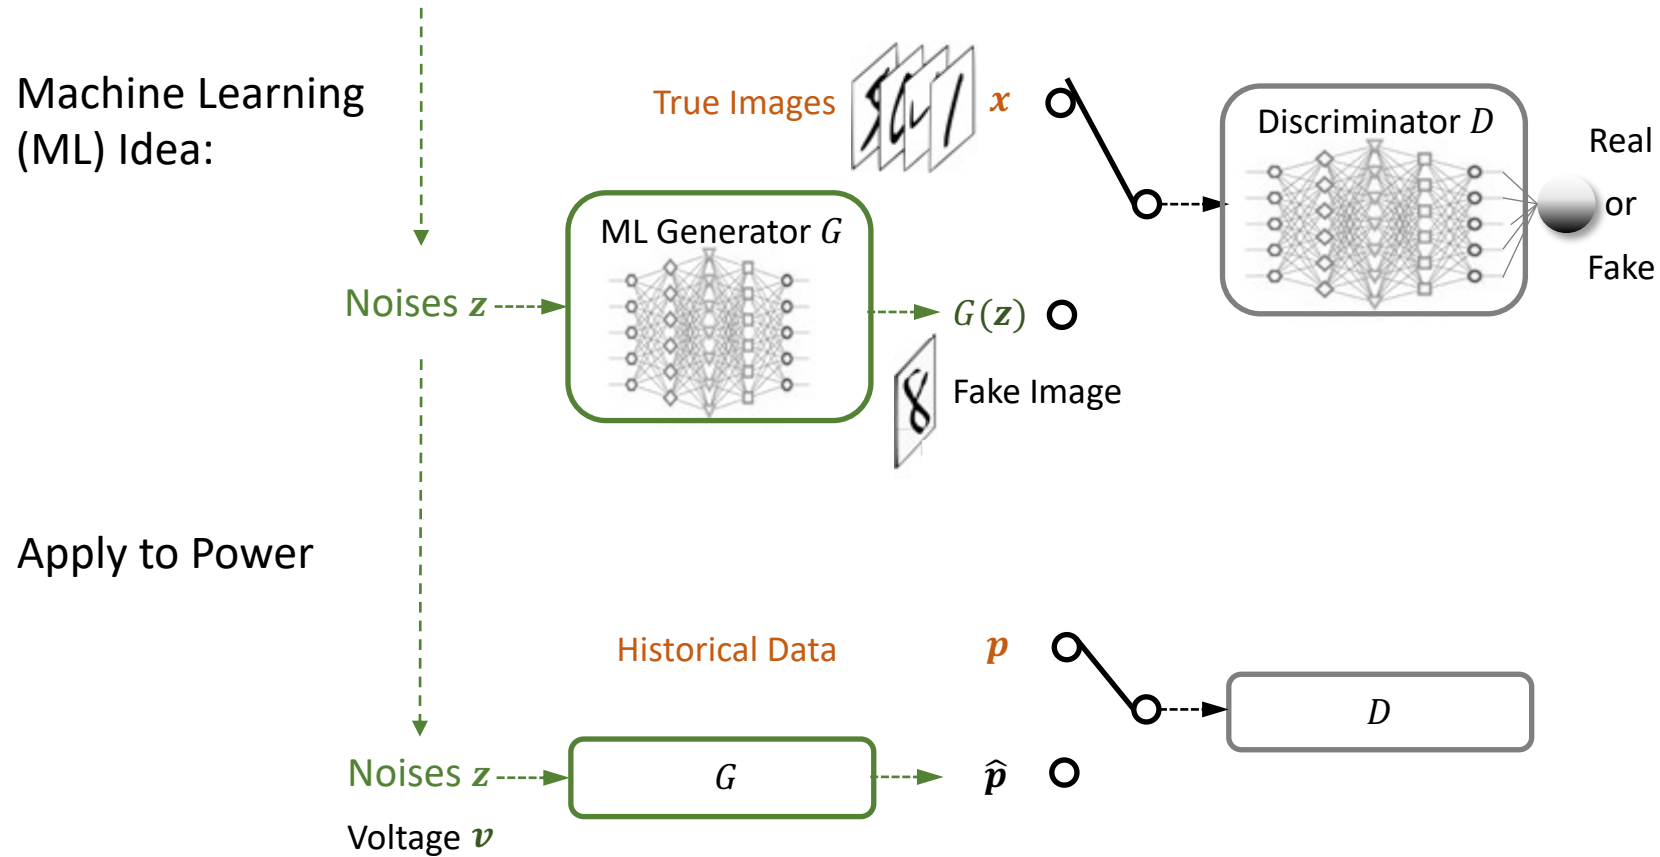 Machine Learning
(ML) Idea:
True Images
x
Discriminator D
Real
or
Fake
ML Generator G
Noises z
G(z)
8
Fake Image
Apply to Power
Historical Data
p
D
Noises z
G
p̂
Voltage v